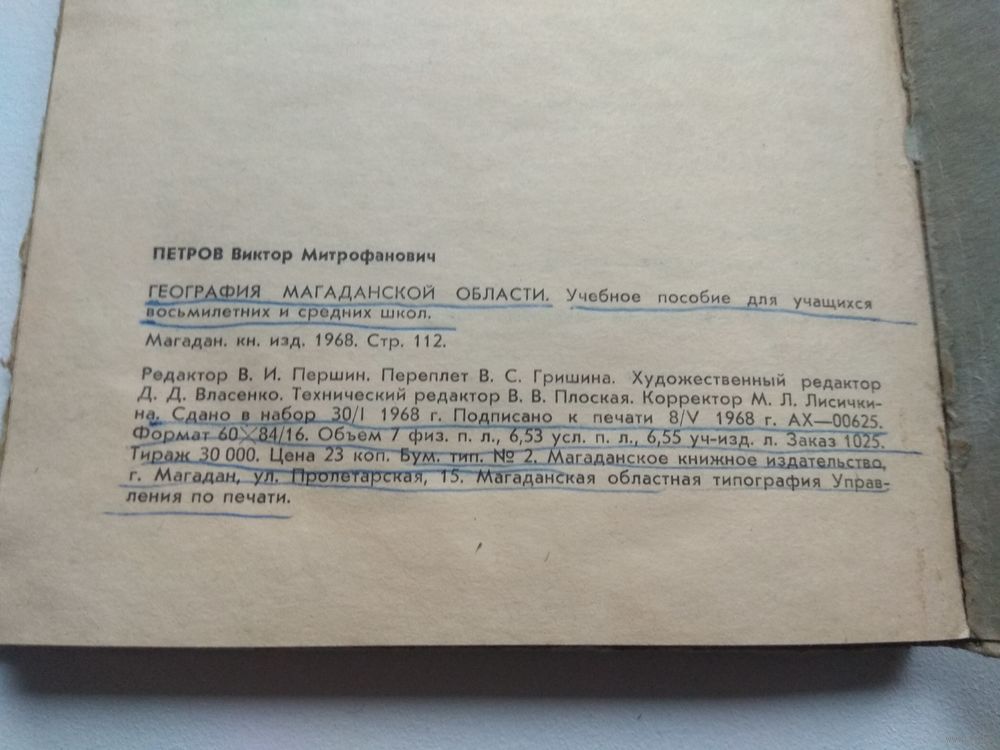 ПЕТРОВ Виктор Митрофанович
ГЕОГРАФИЯ МАГАДАНСКОЙ ОБЛАСТИ. Учебное пособие для учащихся
восьмилетних и средних школ.
Магадан. кн. изд. 1968. Стр. 112.
Редактор В. И. Першин. Переплет В. С. Гришина. Художественный редактор
Д. Д. Власенко. Технический редактор В. В. Плоская. Корректор М. Л. Лисички-
на. Сдано в набор 30/I 1968 г. Подписано к печати 8/V 1968 г. АХ—00625.
Формат 60×84/16. Объем 7 физ. п. л., 6,53 усл. п. л., 6,55 уч-изд. л. Заказ 1025.
Тираж 30 000. Цена 23 коп. Бум. тип. № 2. Магаданское книжное издательство,
г. Магадан, ул. Пролетарская, 15. Магаданская областная типография Управ-
ления по печати.